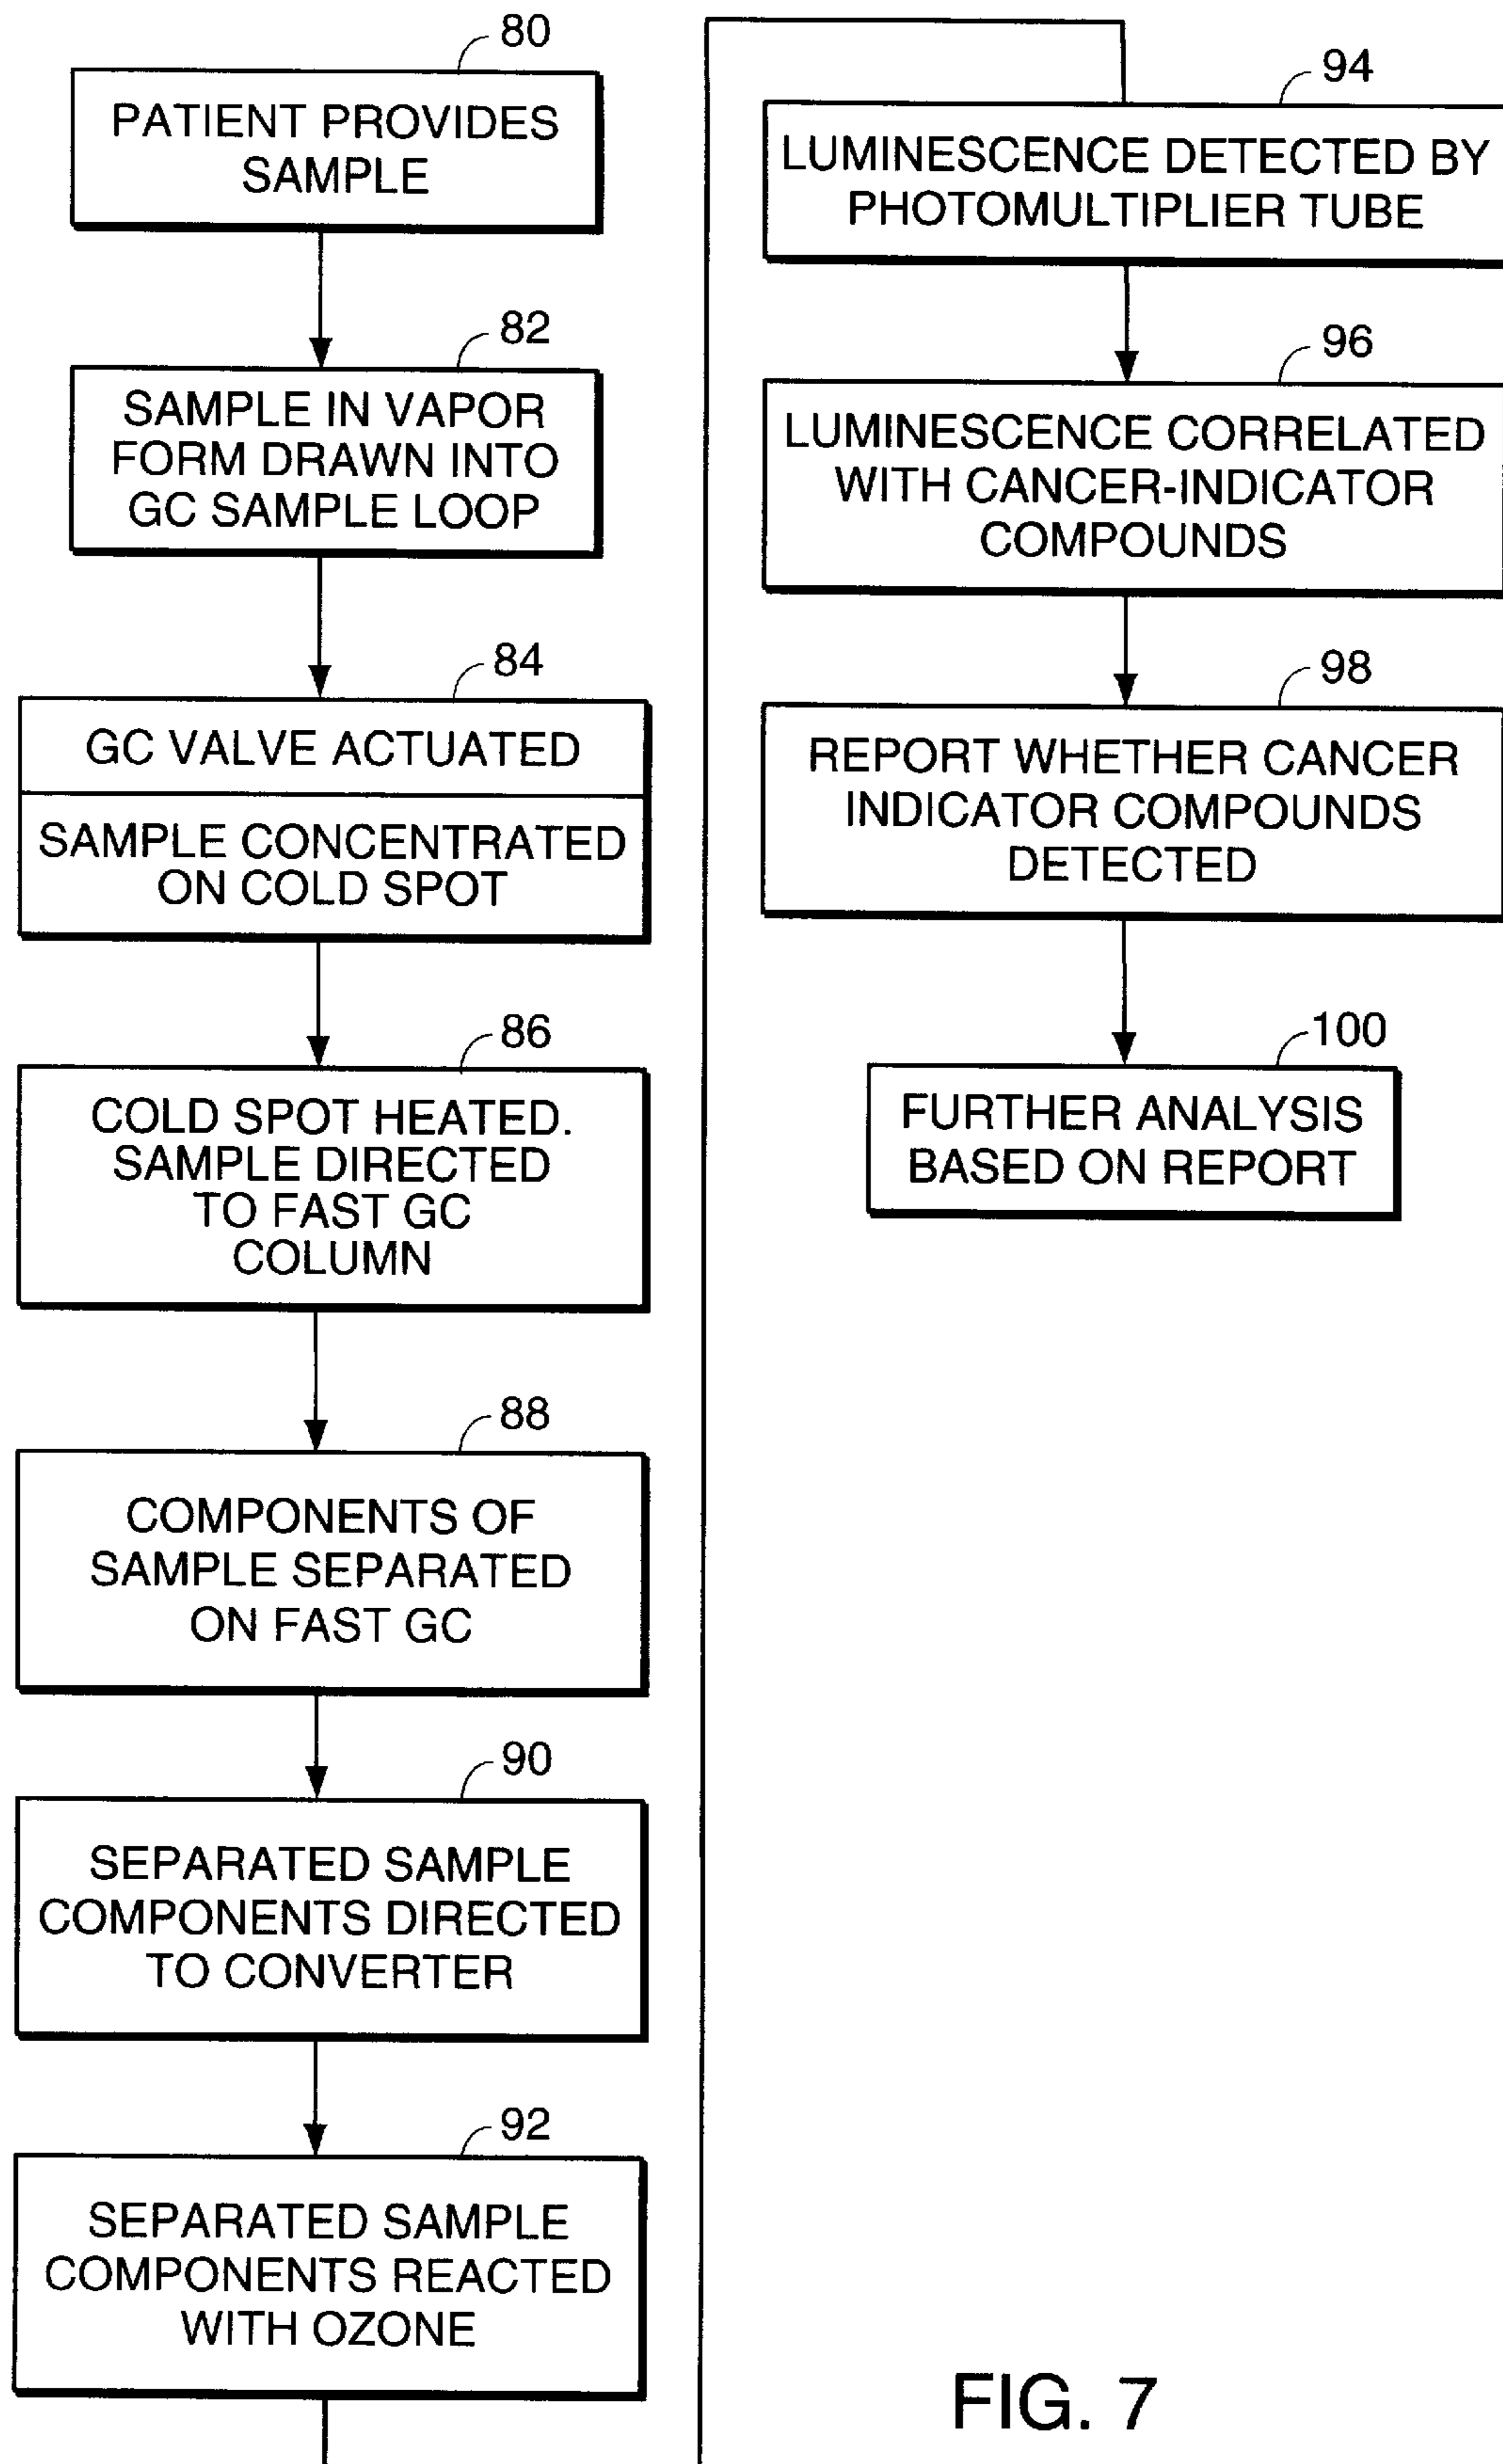 80
PATIENT PROVIDES
SAMPLE
82
SAMPLE IN VAPOR
FORM DRAWN INTO
GC SAMPLE LOOP
84
GC VALVE ACTUATED
SAMPLE CONCENTRATED
ON COLD SPOT
86
COLD SPOT HEATED.
SAMPLE DIRECTED
TO FAST GC
COLUMN
88
COMPONENTS OF
SAMPLE SEPARATED
ON FAST GC
90
SEPARATED SAMPLE
COMPONENTS DIRECTED
TO CONVERTER
92
SEPARATED SAMPLE
COMPONENTS REACTED
WITH OZONE
94
LUMINESCENCE DETECTED BY
PHOTOMULTIPLIER TUBE
96
LUMINESCENCE CORRELATED
WITH CANCER-INDICATOR
COMPOUNDS
98
REPORT WHETHER CANCER
INDICATOR COMPOUNDS
DETECTED
100
FURTHER ANALYSIS
BASED ON REPORT
FIG. 7